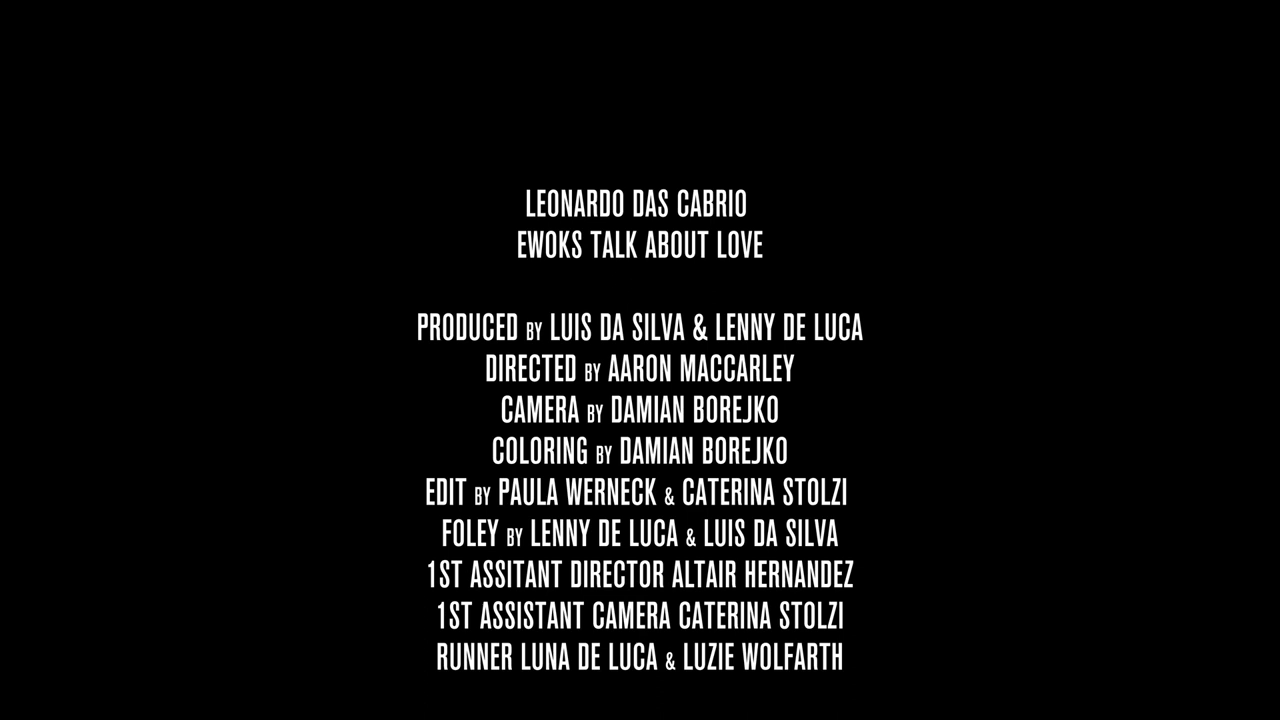 LEONARDO DAS CABRIO
EWOKS TALK ABOUT LOVE
PRODUCED BY LUIS DA SILVA & LENNY DE LUCA
DIRECTED BY AARON MACCARLEY
CAMERA BY DAMIAN BOREJKO
COLORING BY DAMIAN BOREJKO
EDIT BY PAULA WERNECK & CATERINA STOLZI
FOLEY BY LENNY DE LUCA & LUIS DA SILVA
1ST ASSITANT DIRECTOR ALTAIR HERNANDEZ
1ST ASSISTANT CAMERA CATERINA STOLZI
RUNNER LUNA DE LUCA & LUZIE WOLFARTH